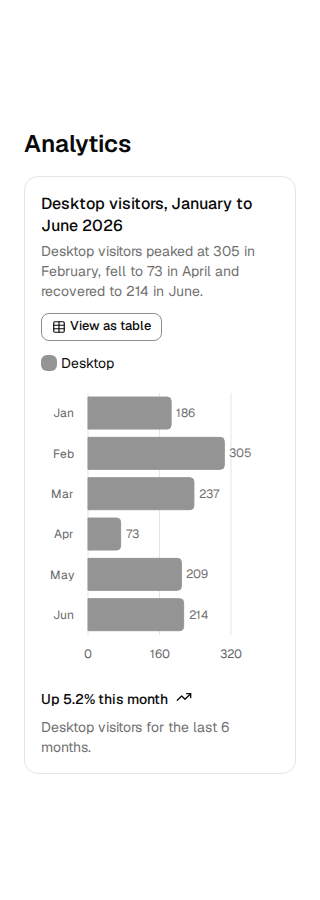 Analytics
Desktop visitors, January to
June 2026
Desktop visitors peaked at 305 in
February, fell to 73 in April and
recovered to 214 in June.
View as table
Desktop
Jan 186
Feb 305
Mar 237
Apr 73
May 209
Jun 214
0 160 320
Up 5.2% this month
Desktop visitors for the last 6
months.